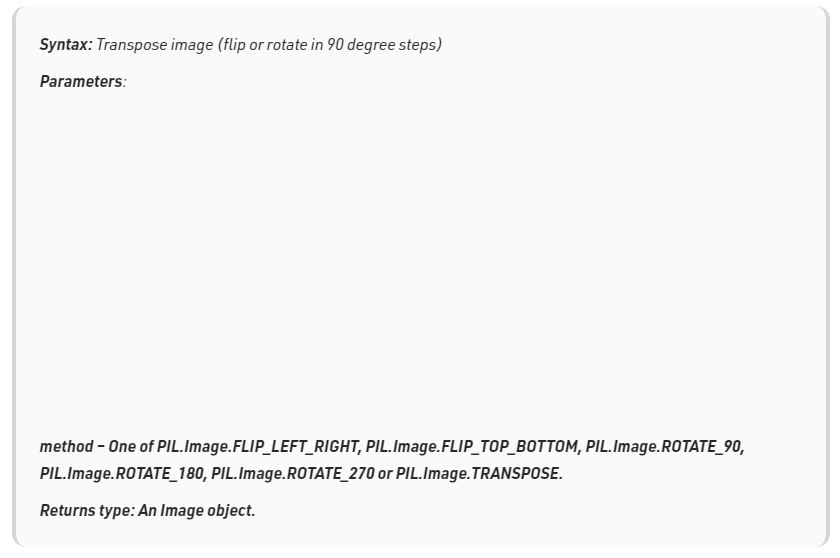 Syntax: Transpose image (flip or rotate in 90 degree steps)
Parameters:
method – One of PIL.Image.FLIP_LEFT_RIGHT, PIL.Image.FLIP_TOP_BOTTOM, PIL.Image.ROTATE_90,
PIL.Image.ROTATE_180, PIL.Image.ROTATE_270 or PIL.Image.TRANSPOSE.
Returns type: An Image object.